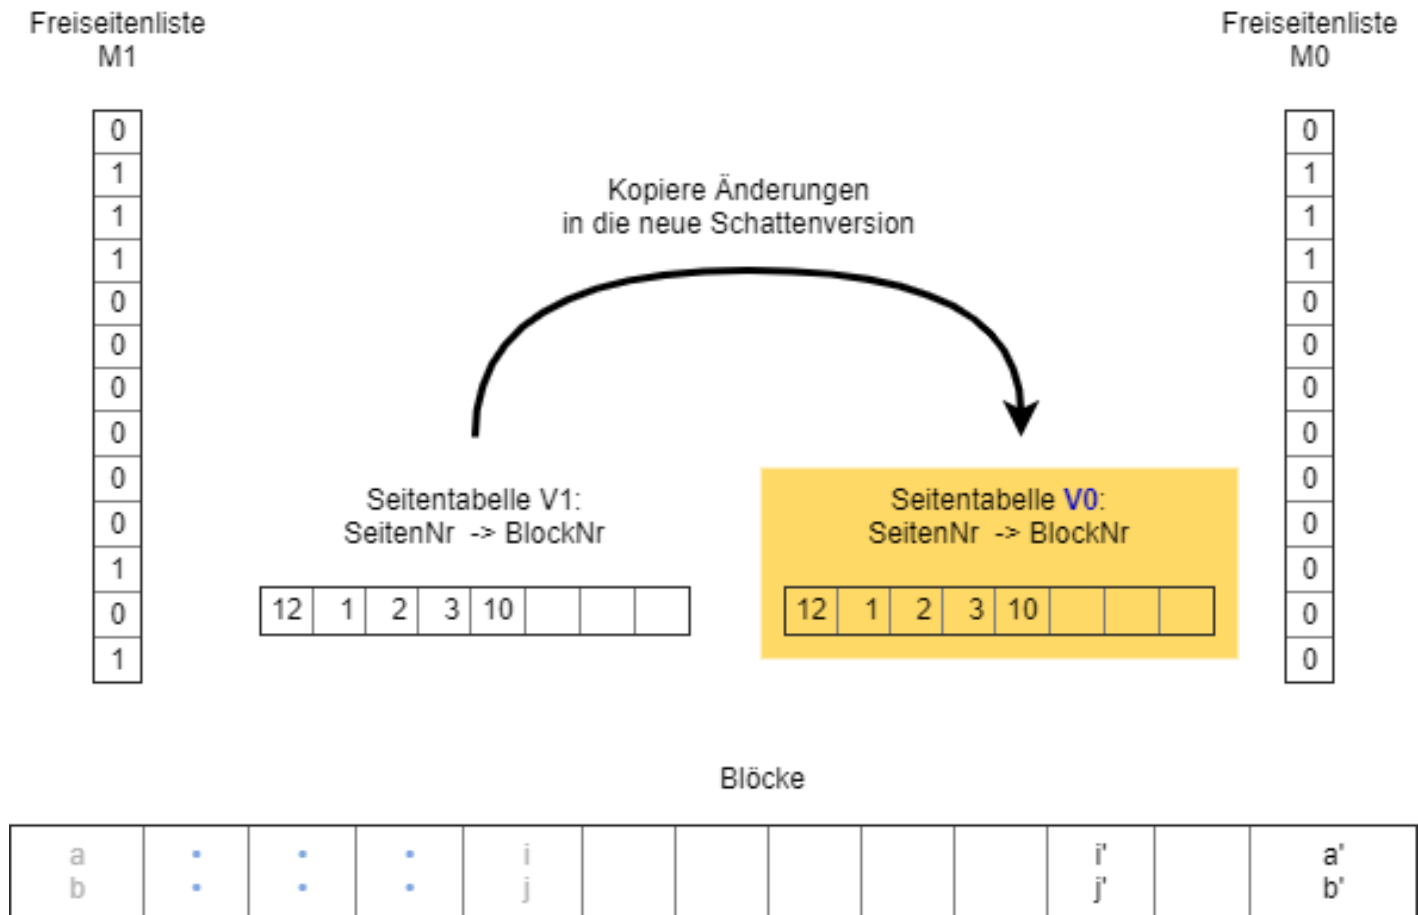 Freiseitenliste
M1
Freiseitenliste
M0
0
1
1
1
0
0
0
0
0
0
1
0
1
Kopiere Änderungen
in die neue Schattenversion
0
1
1
1
0
0
0
0
0
0
0
0
0
Seitentabelle V1:
SeitenNr -> BlockNr
12 1 2 3 10
Seitentabelle V0:
SeitenNr -> BlockNr
12 1 2 3 10
Blöcke
a i i' a'
b j j' b'